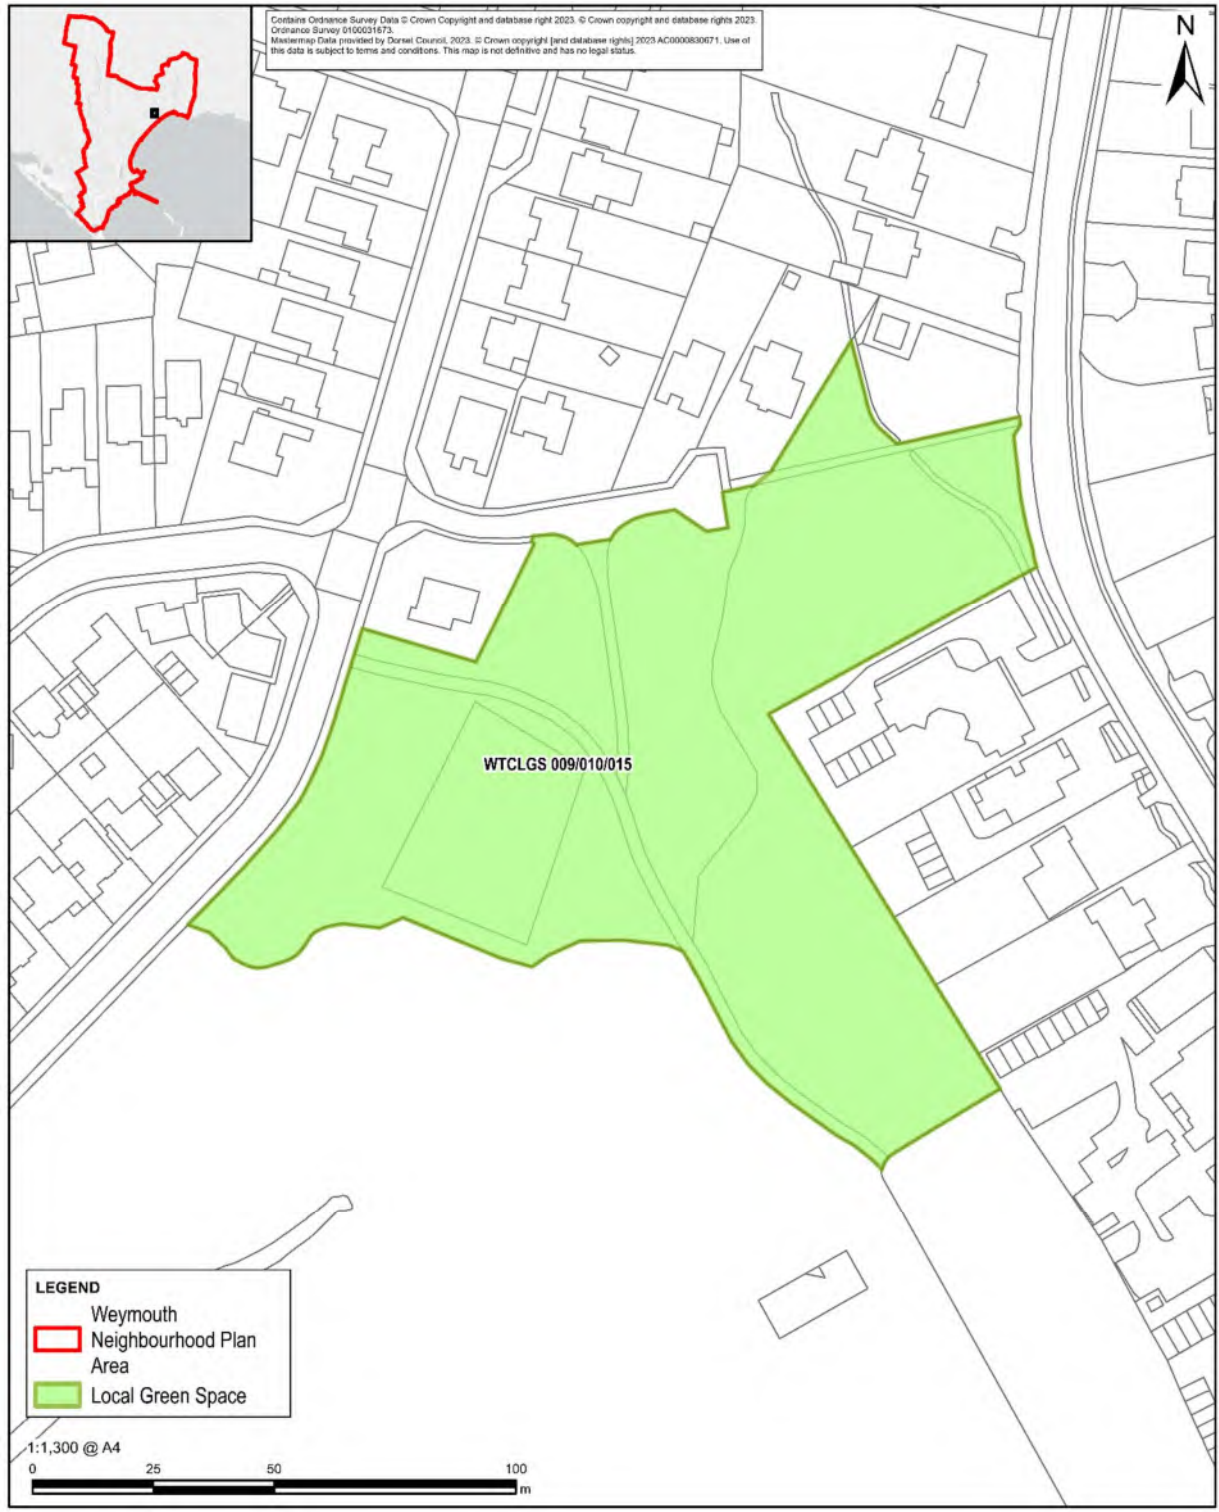 Contains Ordnance Survey Data © Crown Copyright and database right 2023. © Crown copyright and database rights 2023.
Ordnance Survey 0100031673.
Mastermap Data provided by Dorset Council, 2023. © Crown copyright [and database rights] 2023 AC0000830671. Use of
this data is subject to terms and conditions. This map is not definitive and has no legal status.
N
WTCLGS 009/010/015
LEGEND
Weymouth
Neighbourhood Plan
Area
Local Green Space
1:1,300 @ A4
0 25 50 100
m